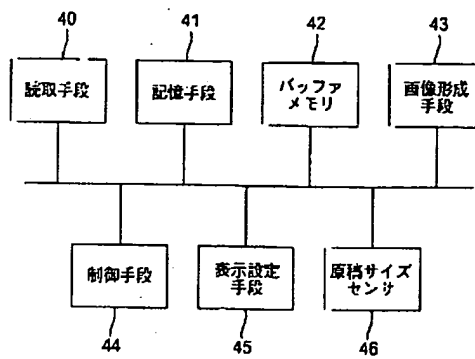 40
41
42
43
読取手段
記憶手段
バッファ
メモリ
画像形成
手段
制御手段
表示設定
手段
原稿サイズ
センサ
44
45
46